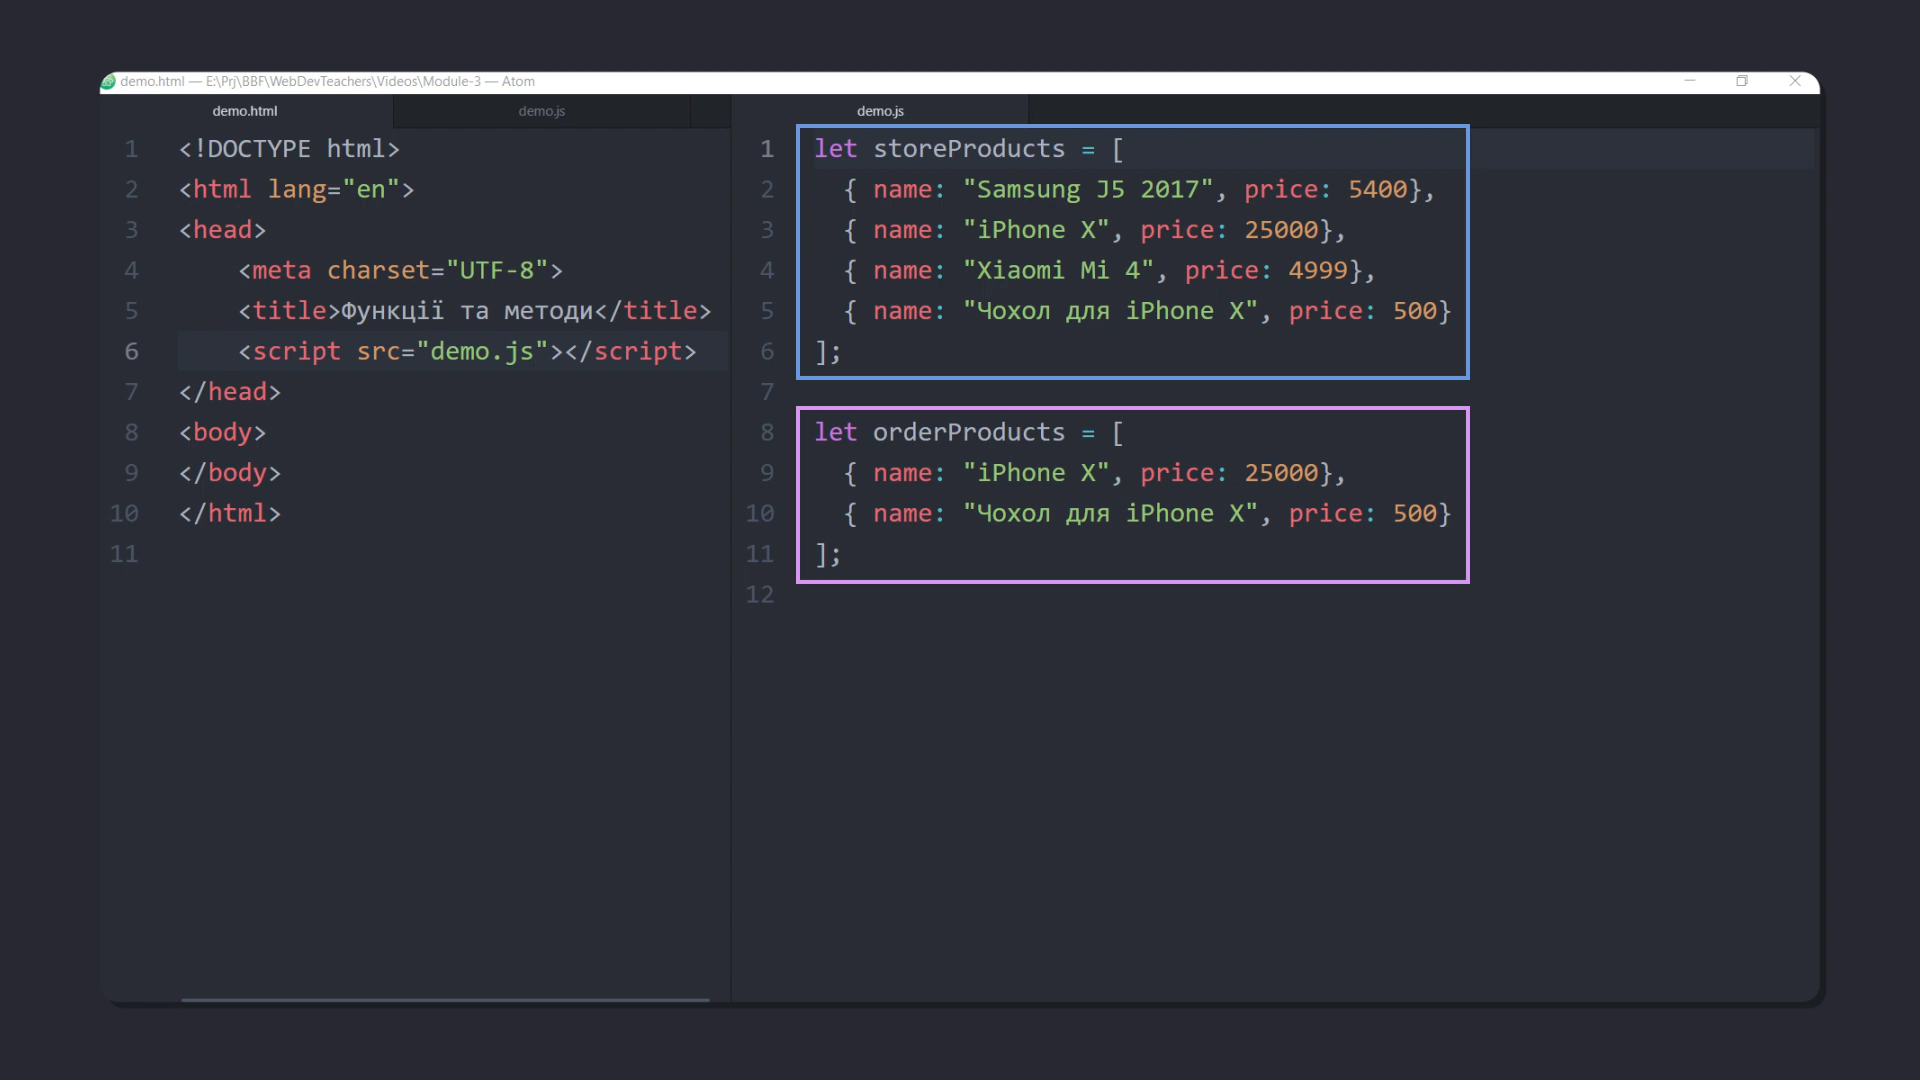 demo.html — E:\Prj\BBF\WebDevTeachers\Videos\Module-3 — Atom
demo.html
demo.js
1 <!DOCTYPE html>
2 <html lang="en">
3 <head>
4 <meta charset="UTF-8">
5 <title>Функції та методи</title>
6 <script src="demo.js"></script>
7 </head>
8 <body>
9 </body>
10 </html>
11
demo.js
1 let storeProducts = [
2 { name: "Samsung J5 2017", price: 5400},
3 { name: "iPhone X", price: 25000},
4 { name: "Xiaomi Mi 4", price: 4999},
5 { name: "Чохол для iPhone X", price: 500}
6 ];
7
8 let orderProducts = [
9 { name: "iPhone X", price: 25000},
10 { name: "Чохол для iPhone X", price: 500}
11 ];
12